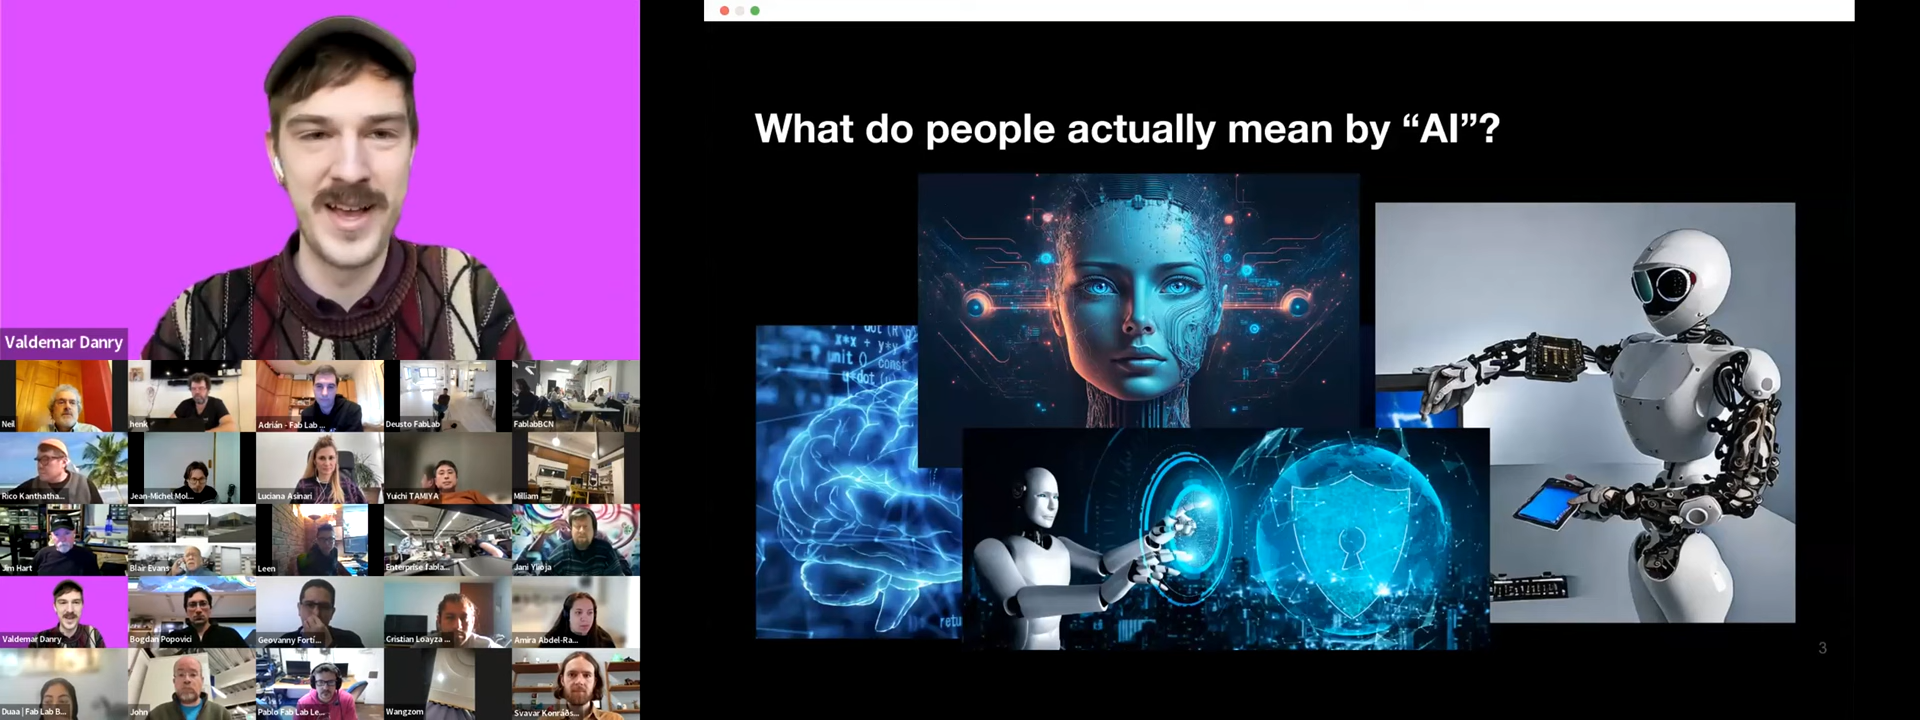 Valdemar Danry
Neil
henk
Adrián - Fab Lab ...
Deusto FabLab
FablabBCN
Rico Kanthatha...
Jean-Michel Mol...
Luciana Asinari
Yuichi TAMIYA
Milliam
Jim Hart
Blair Evans
Leen
Enterprise fabla...
Jani Ylioja
Valdemar Danry
Bogdan Popovici
Geovanny Forti...
Cristian Loayza ...
Amira Abdel-Ra...
Duaa | Fab Lab B...
John
Pablo Fab Lab Le...
Wangzom
Svavar Konráðs...
What do people actually mean by “AI”?
x*x + y*y
unit () const
3